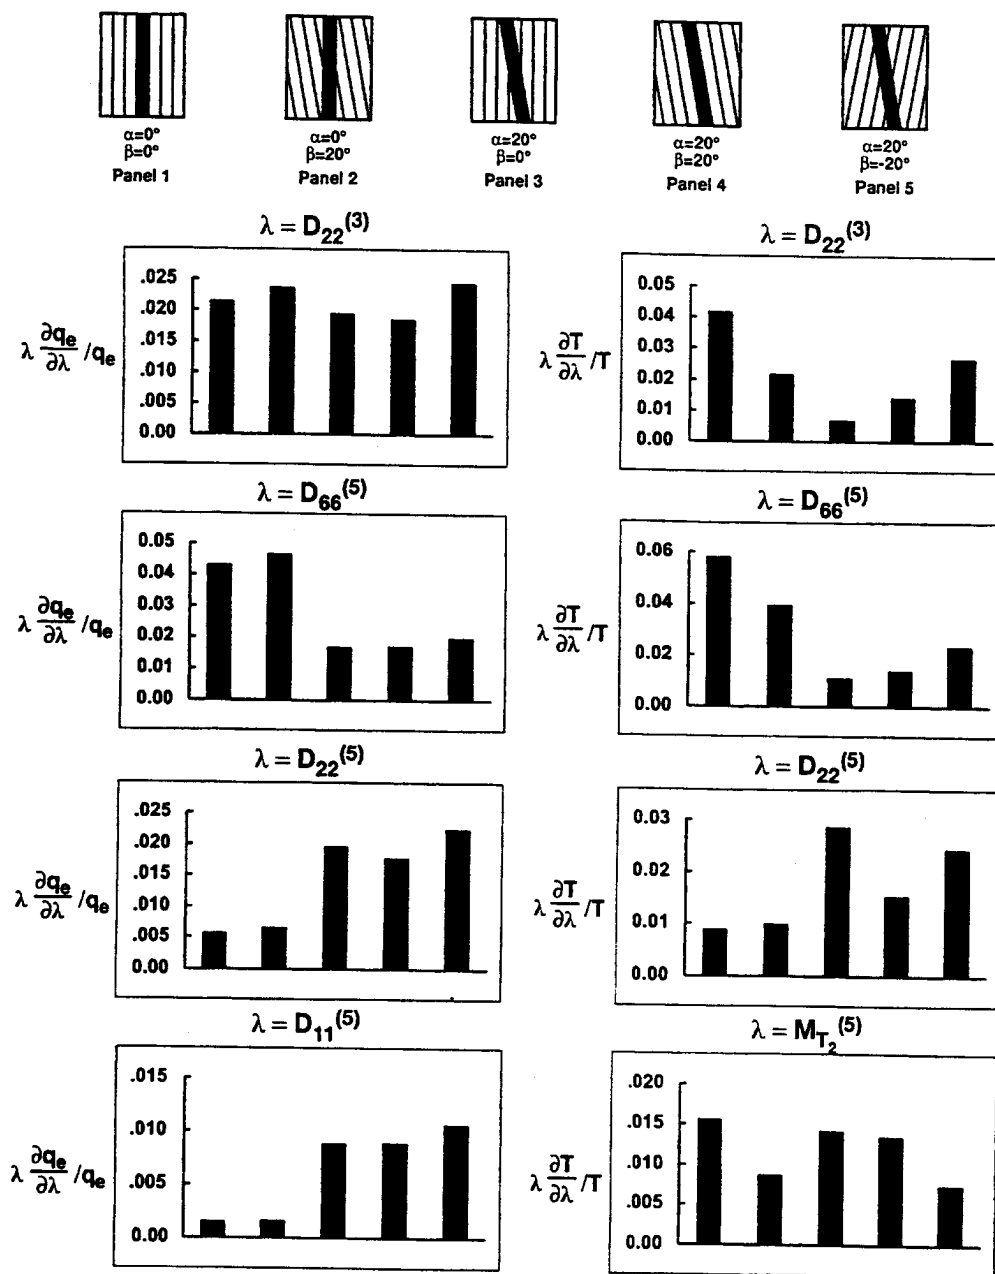 α=0° α=0° α=20° α=20° α=20°
β=0° β=20° β=0° β=20° β=-20°
Panel 1 Panel 2 Panel 3 Panel 4 Panel 5
λ = D22(3)
.025
.020
.015
.010
.005
0.00
λ ∂qe/∂λ /qe
λ = D22(3)
0.05
0.04
0.03
0.02
0.01
0.00
λ ∂T/∂λ /T
λ = D66(5)
0.05
0.04
0.03
0.02
0.01
0.00
λ ∂qe/∂λ /qe
λ = D66(5)
0.06
0.04
0.02
0.00
λ ∂T/∂λ /T
λ = D22(5)
.025
.020
.015
.010
.005
0.00
λ ∂qe/∂λ /qe
λ = D22(5)
0.03
0.02
0.01
0.00
λ ∂T/∂λ /T
λ = D11(5)
.015
.010
.005
0.00
λ ∂qe/∂λ /qe
λ = MT2(5)
.020
.015
.010
.005
0.00
λ ∂T/∂λ /T